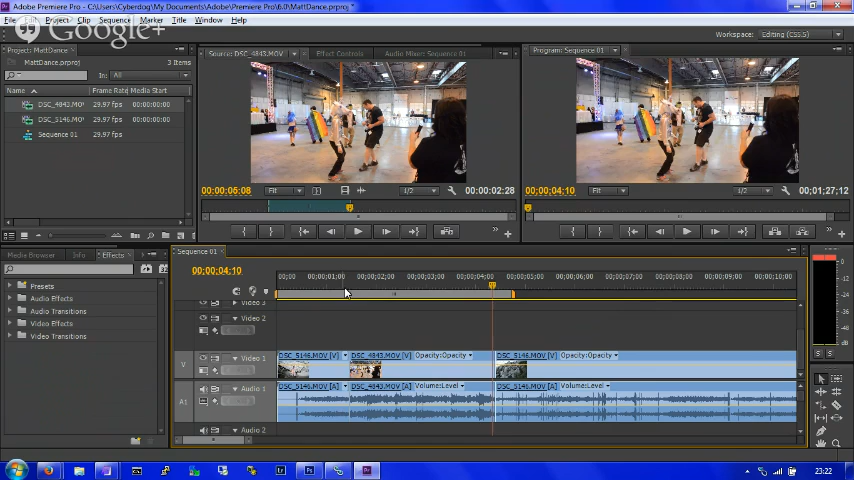 Adobe Premiere Pro - C:\Users\Cyberdog\My Documents\Adobe\Premiere Pro\6.0\MattDance.prproj *
File Edit Project Clip Sequence Marker Title Window Help
Google+
Workspace: Editing (CS5.5)
Project: MattDance
MattDance.prproj
3 Items
In: All
Name
Frame Rate
Media Start
DSC_4843.MOV
29.97 fps
00:00:00:00
DSC_5146.MOV
29.97 fps
00:00:00:00
Sequence 01
29.97 fps
Source: DSC_4843.MOV
Effect Controls
Audio Mixer: Sequence 01
00:00:05:08
Fit
1/2
00:00:02:28
Program: Sequence 01
00:00:04:10
Fit
1/2
00:01:27:12
Media Browser
Info
Effects
Presets
Audio Effects
Audio Transitions
Video Effects
Video Transitions
Sequence 01
00:00:04:10
00:00
00:00:01:00
00:00:02:00
00:00:03:00
00:00:04:00
00:00:05:00
00:00:06:00
00:00:07:00
00:00:08:00
00:00:09:00
00:00:10:00
Video 3
Video 2
V
Video 1
DSC_5146.MOV [V]
DSC_4843.MOV [V]
Opacity:Opacity
DSC_5146.MOV [V]
Opacity:Opacity
A1
Audio 1
DSC_5146.MOV [A]
DSC_4843.MOV [A]
Volume:Level
DSC_5146.MOV [A]
Volume:Level
Audio 2
0
-12
-24
-36
-48
dB
S S
23:22